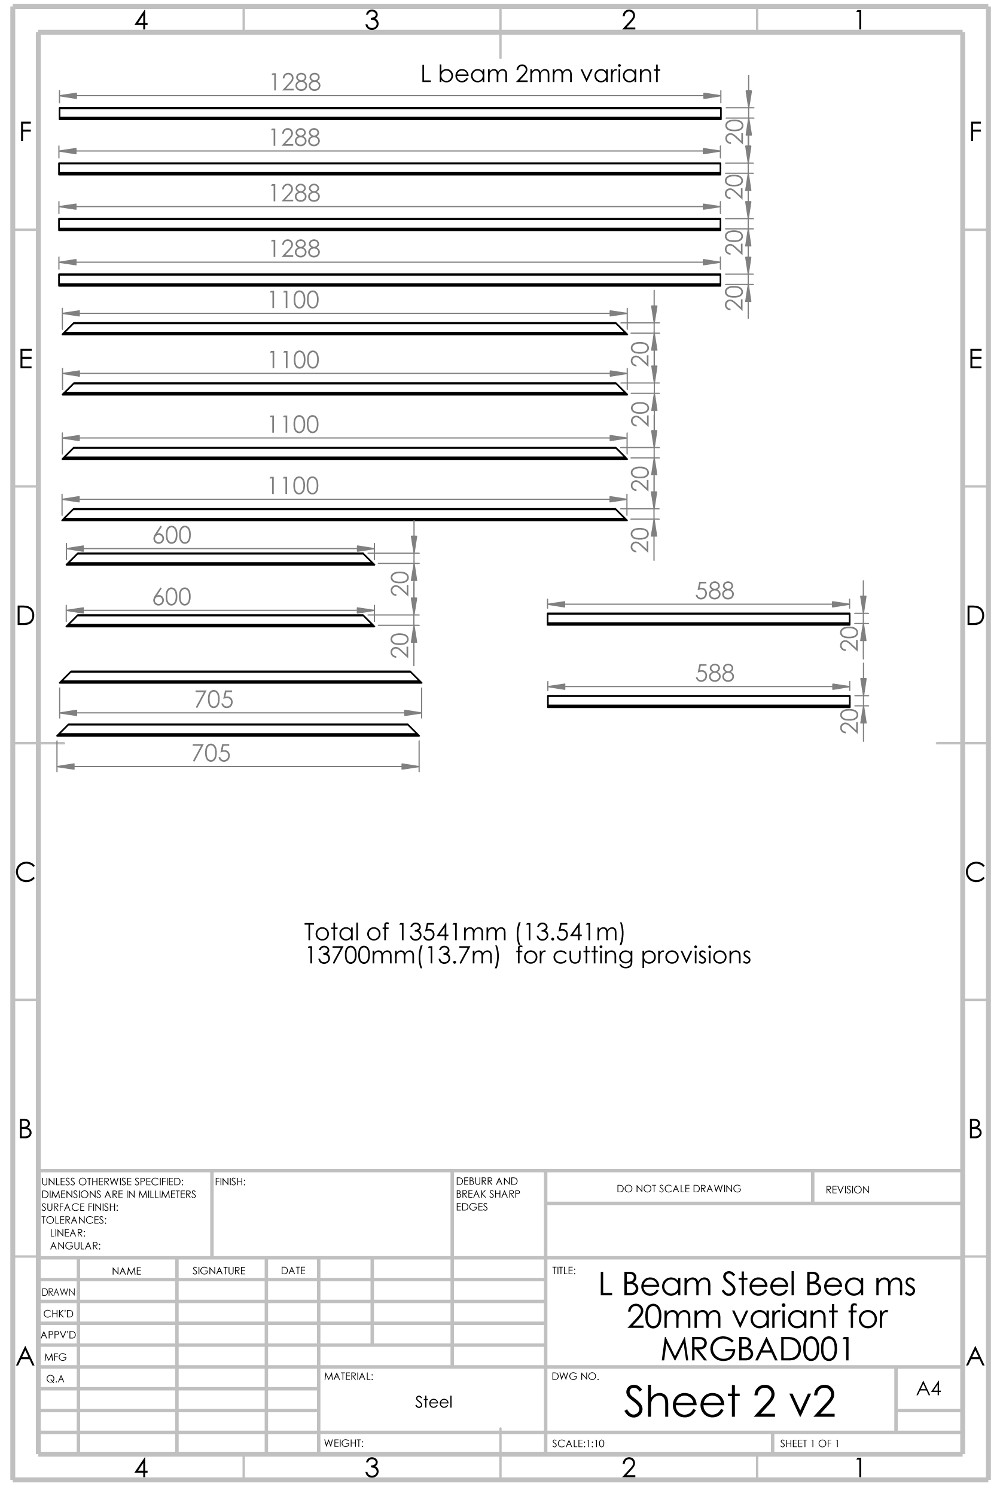 4 3 2 1
L beam 2mm variant
1288
20
F F
1288
20
1288
20
1288
20
1100
20
E E
1100
20
1100
20
1100
20
600
20
600
20
588
20
D D
588
20
705
705
C C
Total of 13541mm (13.541m)
13700mm(13.7m) for cutting provisions
B B
UNLESS OTHERWISE SPECIFIED:
DIMENSIONS ARE IN MILLIMETERS
SURFACE FINISH:
TOLERANCES:
LINEAR:
ANGULAR:
FINISH:
DEBURR AND
BREAK SHARP
EDGES
DO NOT SCALE DRAWING
REVISION
NAME SIGNATURE DATE
DRAWN
CHK'D
APPV'D
MFG
Q.A
A A
TITLE:
L Beam Steel Bea ms
20mm variant for
MRGBAD001
MATERIAL:
Steel
DWG NO.
Sheet 2 v2
A4
WEIGHT:
SCALE:1:10
SHEET 1 OF 1
4 3 2 1